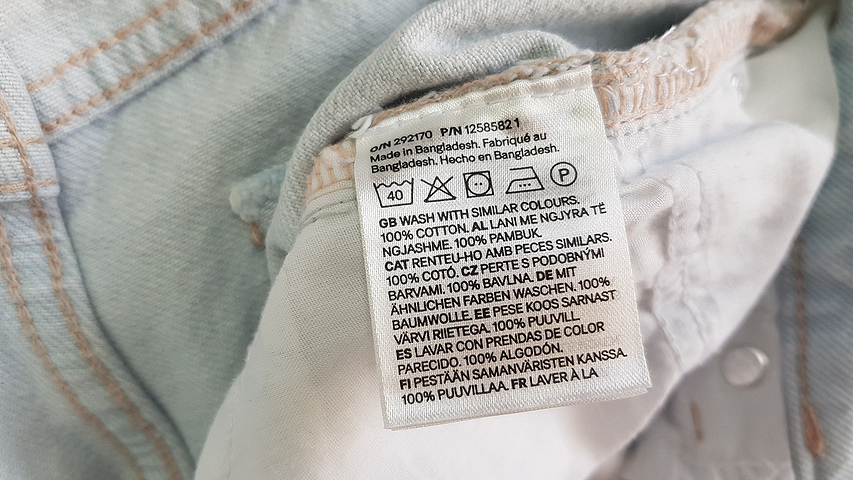 O/N 292170 P/N 1258582 1
Made in Bangladesh. Fabriqué au
Bangladesh. Hecho en Bangladesh.
40 P
GB WASH WITH SIMILAR COLOURS.
100% COTTON. AL LANI ME NGJYRA TË
NGJASHME. 100% PAMBUK.
CAT RENTEU-HO AMB PECES SIMILARS.
100% COTÓ. CZ PERTE S PODOBNÝMI
BARVAMI. 100% BAVLNA. DE MIT
ÄHNLICHEN FARBEN WASCHEN. 100%
BAUMWOLLE. EE PESE KOOS SARNAST
VÄRVI RIIETEGA. 100% PUUVILL
ES LAVAR CON PRENDAS DE COLOR
PARECIDO. 100% ALGODÓN.
FI PESTÄÄN SAMANVÄRISTEN KANSSA.
100% PUUVILLAA. FR LAVER À LA